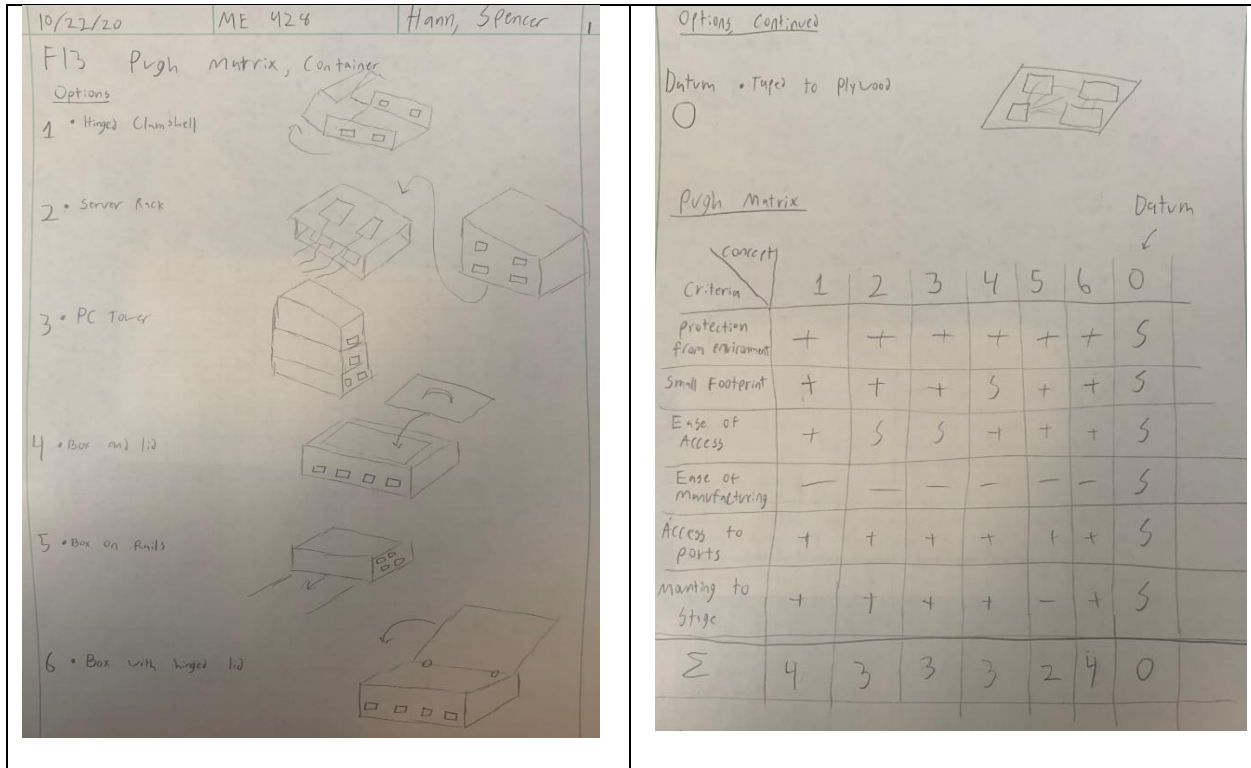 10/22/20 ME 428 Hann, Spencer 1
F13 Pugh Matrix, Container
Options
1 • Hinged Clamshell
2 • Server Rack
3 • PC Tower
4 • Box and lid
5 • Box on Rails
6 • Box with hinged lid
Options, Continued
Datum • Taped to Plywood
0
Pugh Matrix
Datum
Concept
Criteria 1 2 3 4 5 6 0
Protection
from environment + + + + + + S
Small Footprint + + + S + + S
Ease of
Access + S S + + + S
Ease of
Manufacturing - - - - - - S
Access to
ports + + + + + + S
Manting to
Stage + + + + - + S
Σ 4 3 3 3 2 4 0